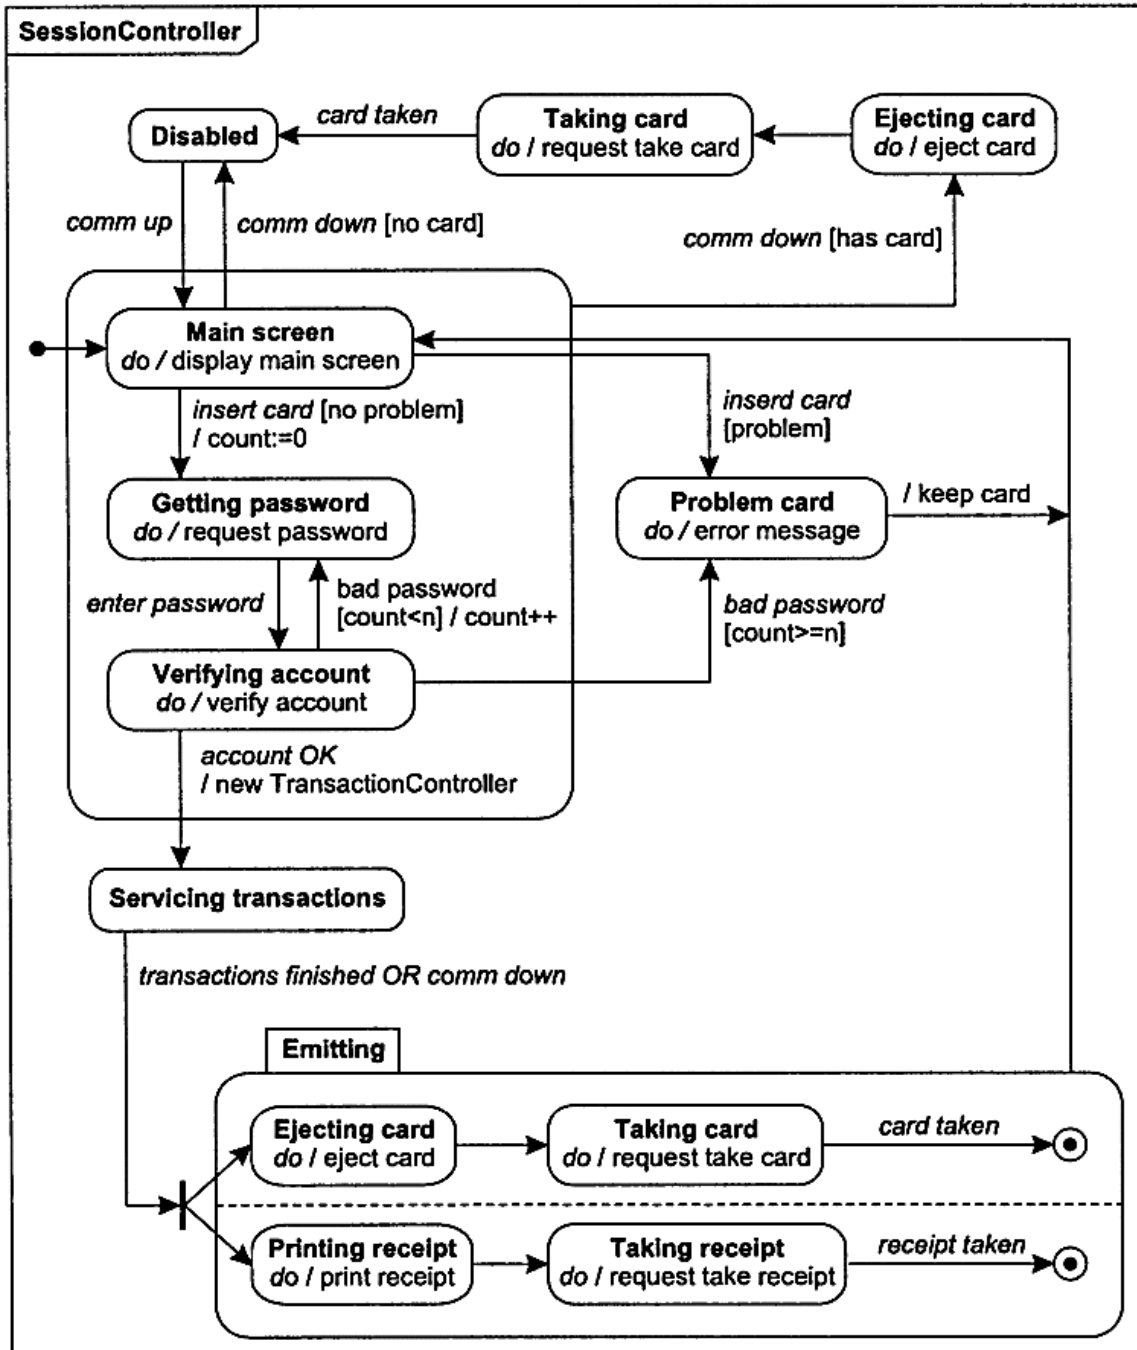 SessionController
Disabled
card taken
Taking card
do / request take card
Ejecting card
do / eject card
comm up
comm down [no card]
comm down [has card]
Main screen
do / display main screen
insert card [no problem]
/ count:=0
inserd card
[problem]
Getting password
do / request password
Problem card
do / error message
/ keep card
enter password
bad password
[count<n] / count++
bad password
[count>=n]
Verifying account
do / verify account
account OK
/ new TransactionController
Servicing transactions
transactions finished OR comm down
Emitting
Ejecting card
do / eject card
Taking card
do / request take card
card taken
Printing receipt
do / print receipt
Taking receipt
do / request take receipt
receipt taken